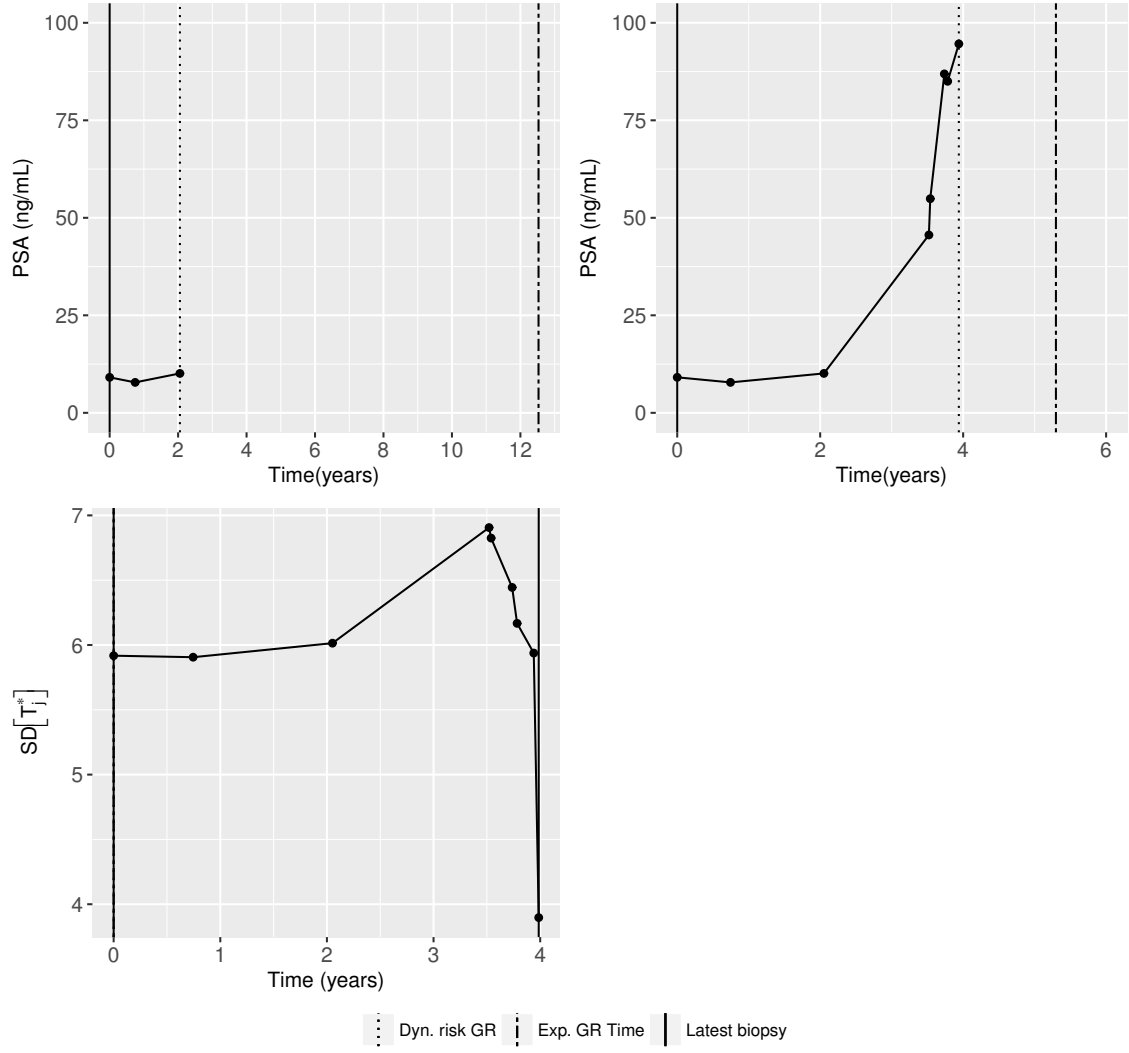 100
75
50
25
0
PSA (ng/mL)
0 2 4 6 8 10 12
Time(years)
100
75
50
25
0
PSA (ng/mL)
0 2 4 6
Time(years)
7
6
5
4
SD[T*j]
0 1 2 3 4
Time (years)
Dyn. risk GR Exp. GR Time Latest biopsy